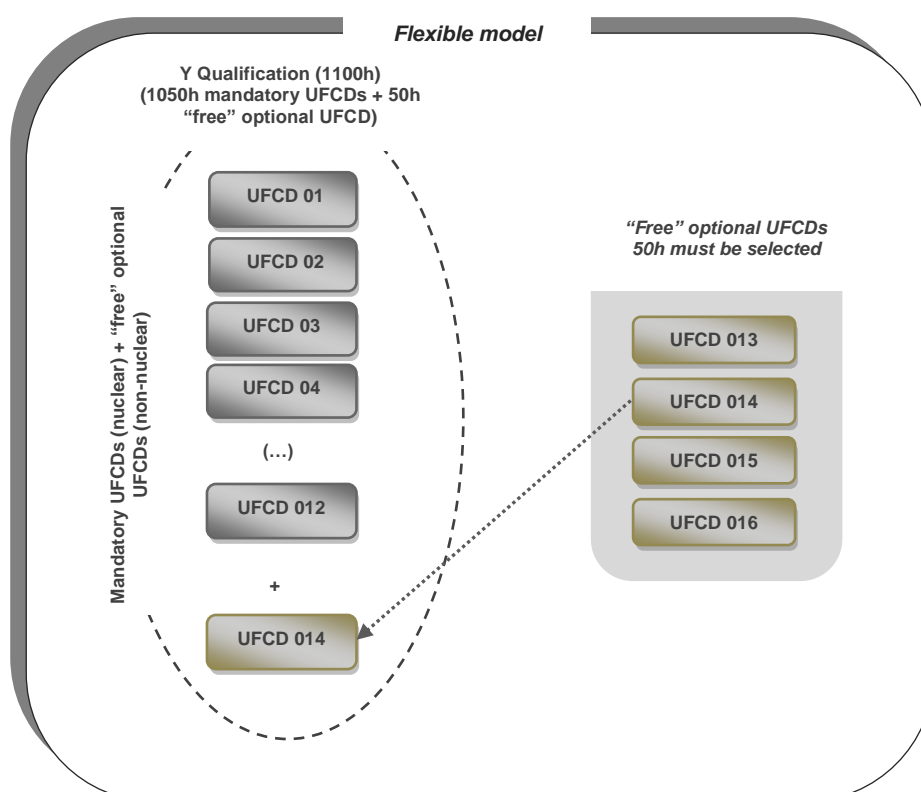 Flexible model
Y Qualification (1100h)
(1050h mandatory UFCDs + 50h
“free” optional UFCD)
Mandatory UFCDs (nuclear) + “free” optional
UFCDs (non-nuclear)
UFCD 01
UFCD 02
UFCD 03
UFCD 04
(…)
UFCD 012
+
UFCD 014
“Free” optional UFCDs
50h must be selected
UFCD 013
UFCD 014
UFCD 015
UFCD 016